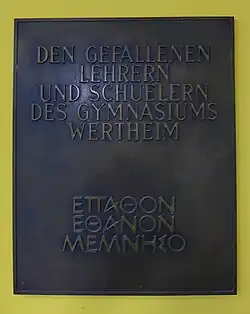 DEN GEFALLENEN
LEHRERN
UND SCHUELERN
DES GYMNASIUMS
WERTHEIM
ΕΠΑΘΟΝ
ΕΘΑΝΟΝ
ΜΕΜΝΗΣΟ